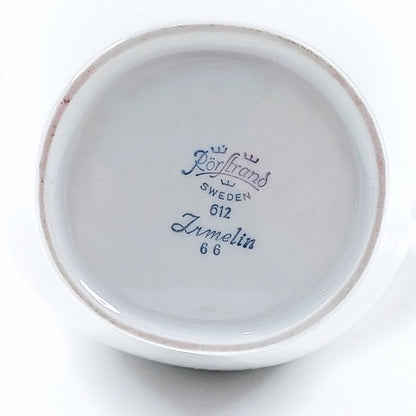 Rörstrand
SWEDEN
612
Irmelin
66